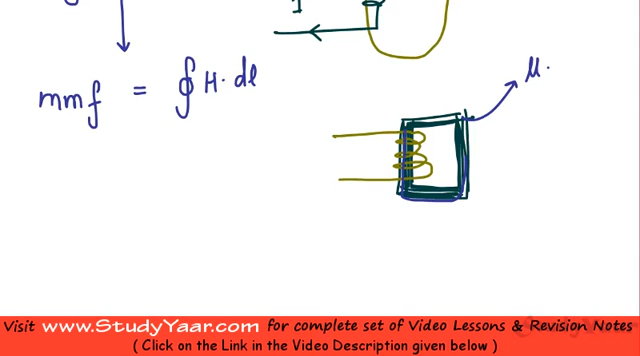 I
mmf = ∮ H· dl
μ.
Visit www.StudyYaar.com for complete set of Video Lessons & Revision Notes
( Click on the Link in the Video Description given below )